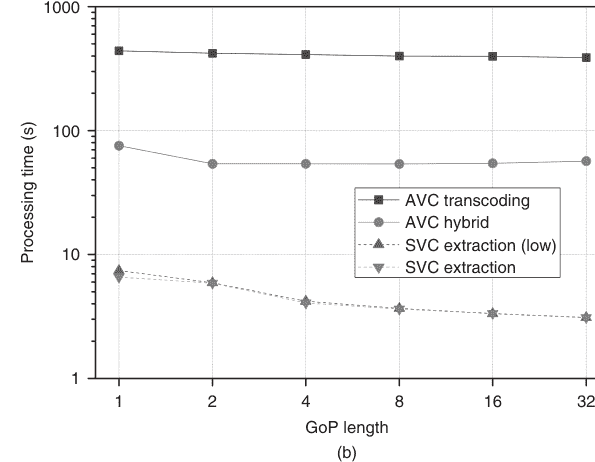 1000
100
10
1
Processing time (s)
AVC transcoding
AVC hybrid
SVC extraction (low)
SVC extraction
1 2 4 8 16 32
GoP length
(b)